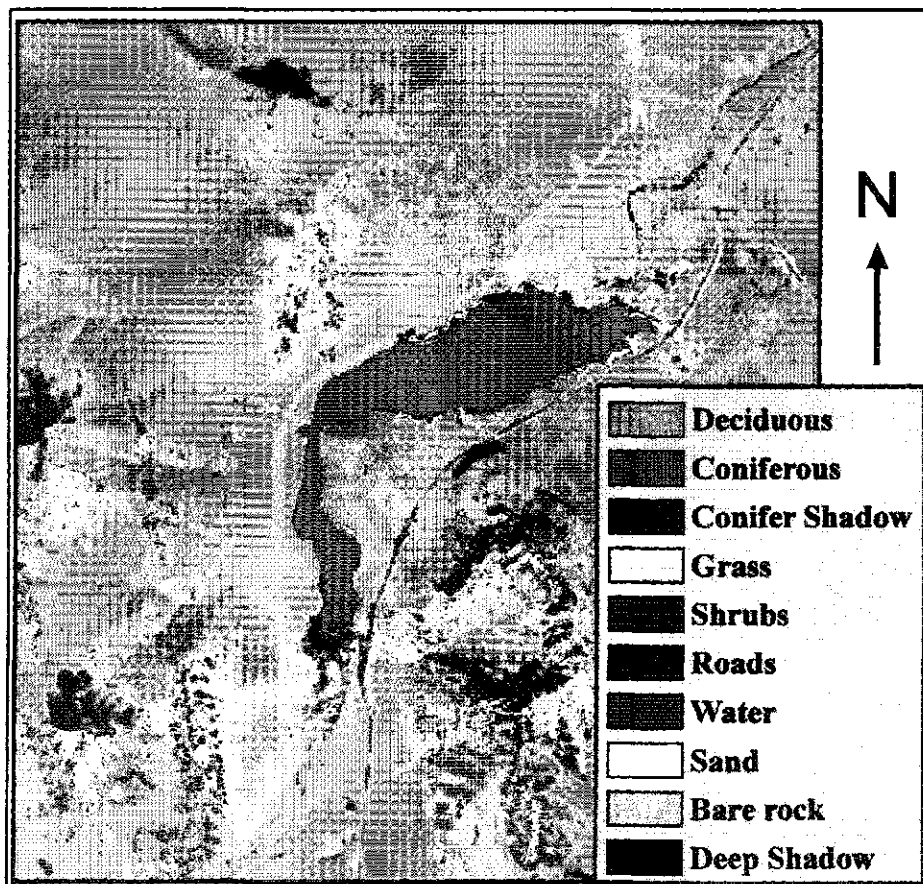 N
Deciduous
Coniferous
Conifer Shadow
Grass
Shrubs
Roads
Water
Sand
Bare rock
Deep Shadow